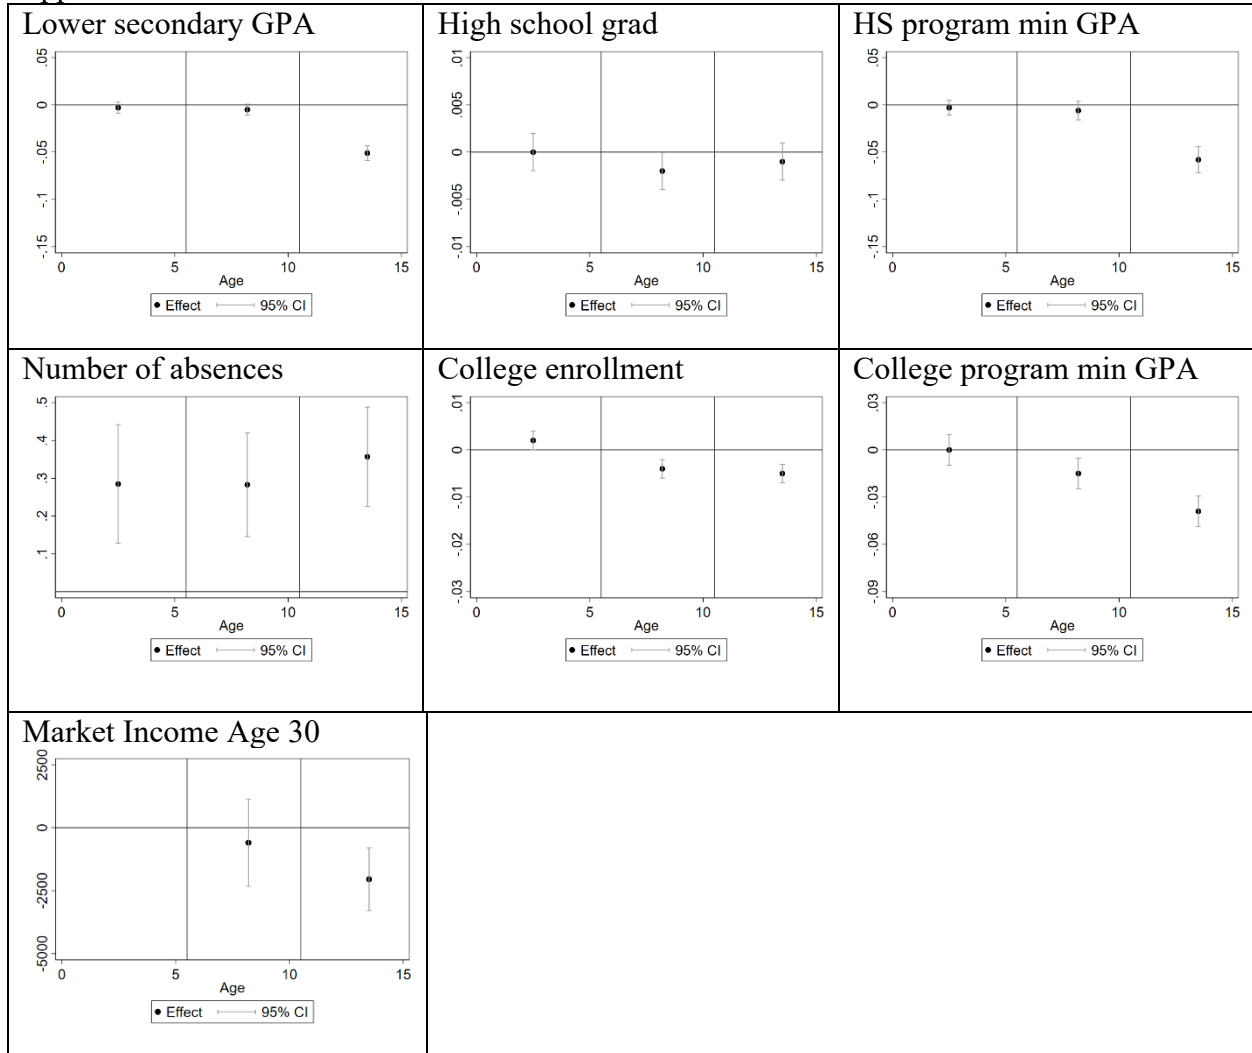 Lower secondary GPA
.05
0
-.05
-.1
-.15
0 5 10 15
Age
Effect 95% CI
High school grad
.01
.005
0
-.005
-.01
0 5 10 15
Age
Effect 95% CI
HS program min GPA
.05
0
-.05
-.1
-.15
0 5 10 15
Age
Effect 95% CI
Number of absences
.5
.4
.3
.2
.1
0 5 10 15
Age
Effect 95% CI
College enrollment
.01
0
-.01
-.02
-.03
0 5 10 15
Age
Effect 95% CI
College program min GPA
.03
0
-.03
-.06
-.09
0 5 10 15
Age
Effect 95% CI
Market Income Age 30
2500
0
-2500
-5000
0 5 10 15
Age
Effect 95% CI